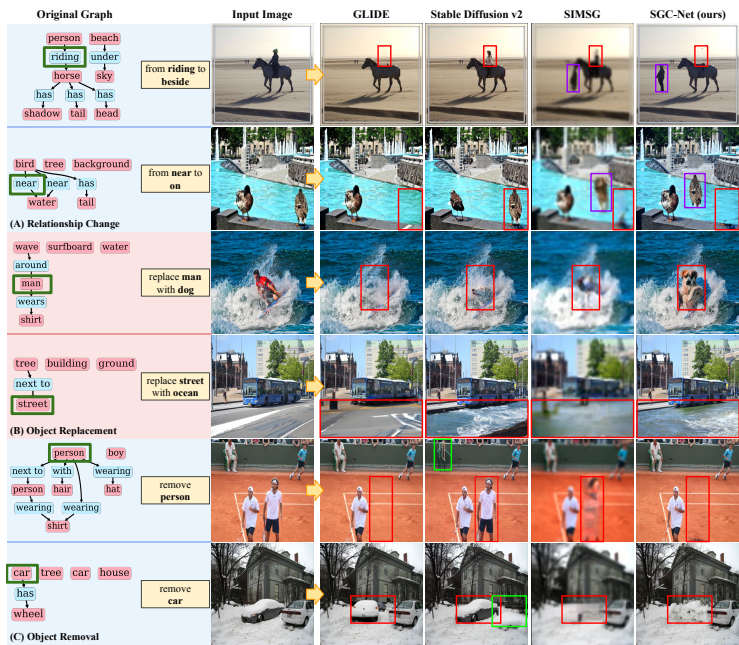 Original Graph Input Image GLIDE Stable Diffusion v2 SIMSG SGC-Net (ours)
person beach
riding under
horse sky
has has has
shadow tail head
from riding to
beside
bird tree background
near near has
water tail
from near to
on
(A) Relationship Change
wave surfboard water
around
man
wears
shirt
replace man
with dog
tree building ground
next to
street
replace street
with ocean
(B) Object Replacement
person boy
next to with wearing
person hair hat
wearing wearing
shirt
remove
person
car tree car house
has
wheel
remove
car
(C) Object Removal